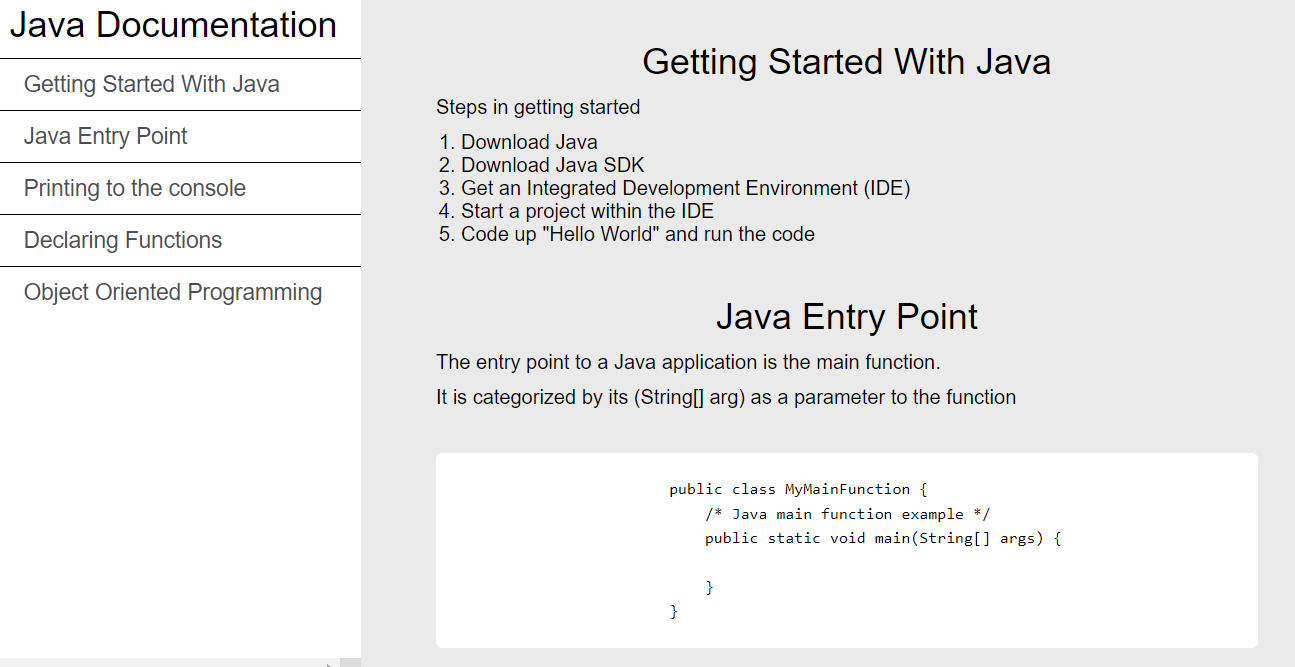 Java Documentation
Getting Started With Java
Java Entry Point
Printing to the console
Declaring Functions
Object Oriented Programming
Getting Started With Java
Steps in getting started
1. Download Java
2. Download Java SDK
3. Get an Integrated Development Environment (IDE)
4. Start a project within the IDE
5. Code up "Hello World" and run the code
Java Entry Point
The entry point to a Java application is the main function.
It is categorized by its (String[] arg) as a parameter to the function
public class MyMainFunction {
    /* Java main function example */
    public static void main(String[] args) {
    }
}